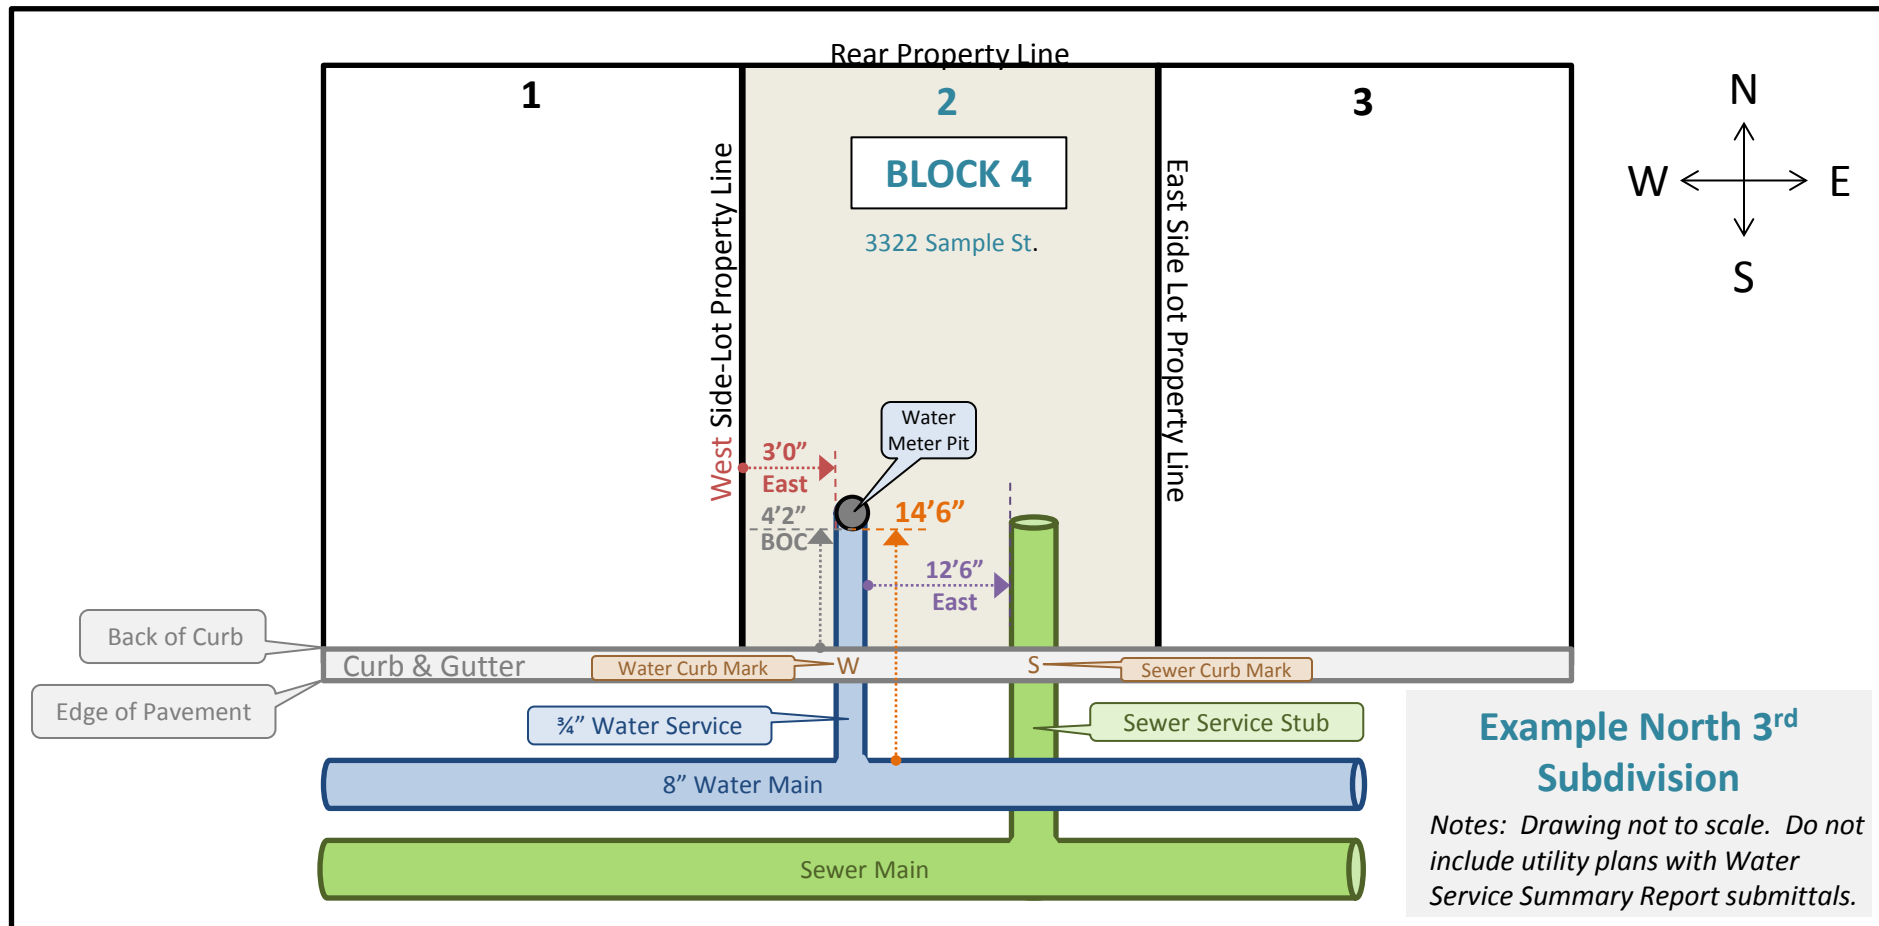 Rear Property Line
1
2
3
BLOCK 4
3322 Sample St.
N
W
E
S
West Side-Lot Property Line
East Side Lot Property Line
Water
Meter Pit
3’0”
East
4’2”
BOC
14’6”
12’6”
East
Back of Curb
Curb & Gutter
Water Curb Mark
W
S
Sewer Curb Mark
Edge of Pavement
¾” Water Service
Sewer Service Stub
8” Water Main
Sewer Main
Example North 3rd
Subdivision
Notes: Drawing not to scale. Do not
include utility plans with Water
Service Summary Report submittals.